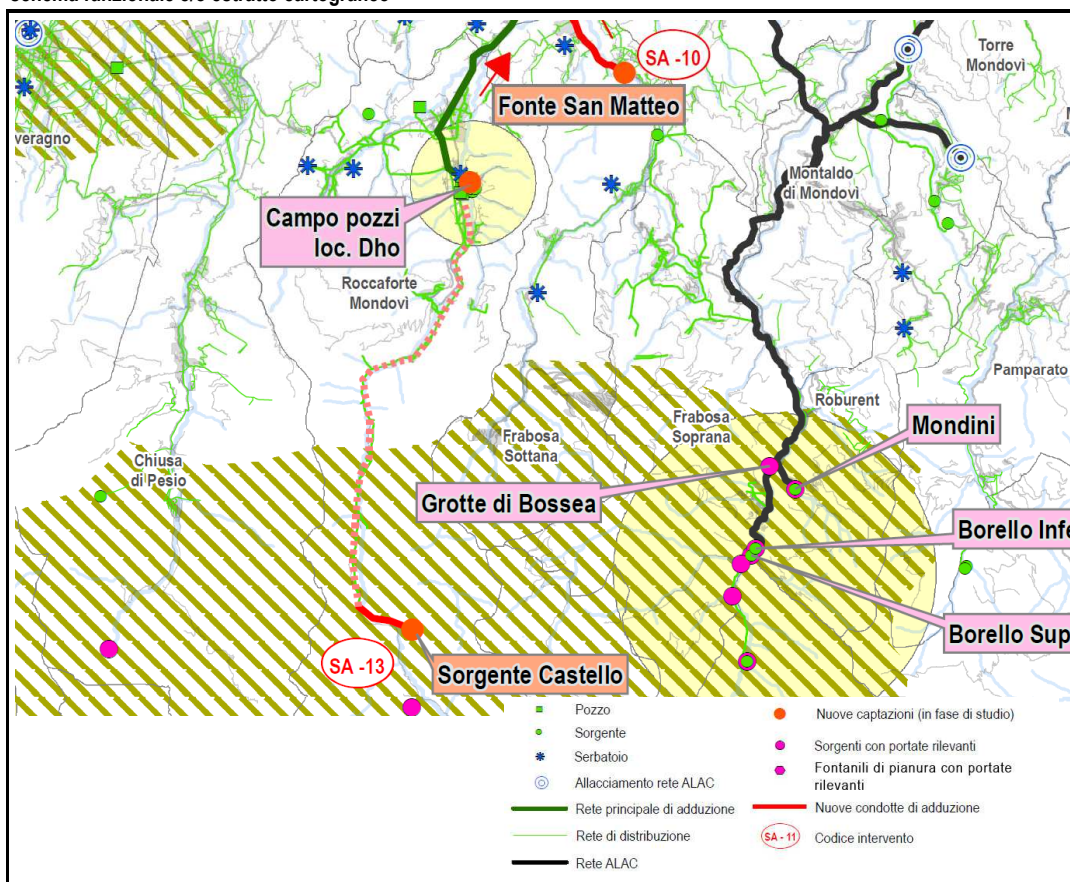 Schema funzionale e/o estratto cartografico
SA -10
Torre
Mondovì
Fonte San Matteo
veragno
Montaldo
di Mondovì
Campo pozzi
loc. Dho
Roccaforte
Mondovì
Pamparato
Roburent
Frabosa
Soprana
Mondini
Frabosa
Sottana
Chiusa
di Pesio
Grotte di Bossea
Borello Infe
Borello Sup
SA -13
Sorgente Castello
Pozzo
Sorgente
Serbatoio
Allacciamento rete ALAC
Rete principale di adduzione
Rete di distribuzione
Rete ALAC
Nuove captazioni (in fase di studio)
Sorgenti con portate rilevanti
Fontanili di pianura con portate
rilevanti
Nuove condotte di adduzione
SA - 11
Codice intervento